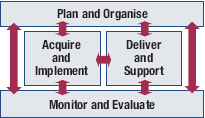 Plan and Organise
Acquire
and
Implement
Deliver
and
Support
Monitor and Evaluate